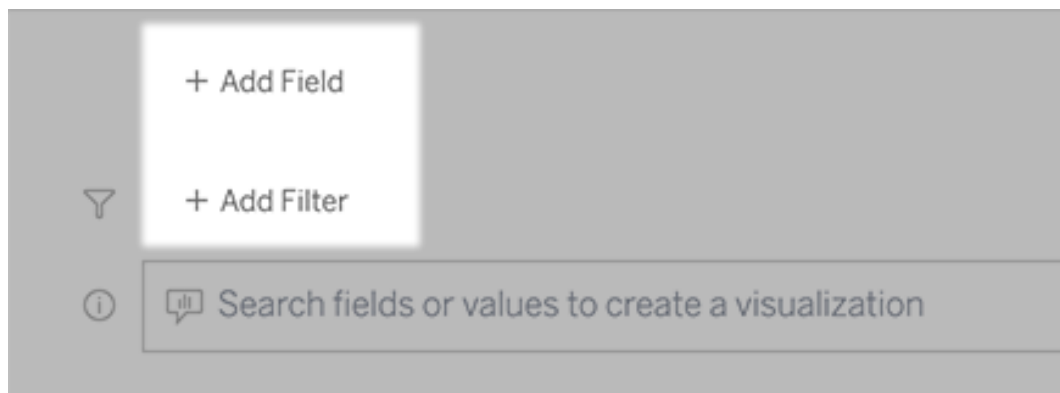 + Add Field
+ Add Filter
Search fields or values to create a visualization